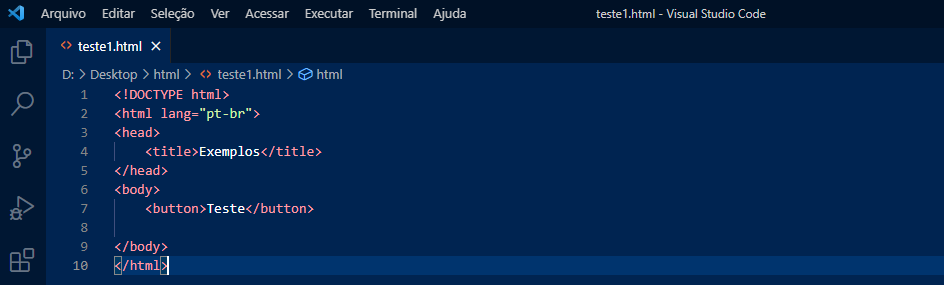 Arquivo Editar Seleção Ver Acessar Executar Terminal Ajuda teste1.html - Visual Studio Code
<> teste1.html ×
D: > Desktop > html > <> teste1.html > html
1 <!DOCTYPE html>
2 <html lang="pt-br">
3 <head>
4 <title>Exemplos</title>
5 </head>
6 <body>
7 <button>Teste</button>
8
9 </body>
10 </html>